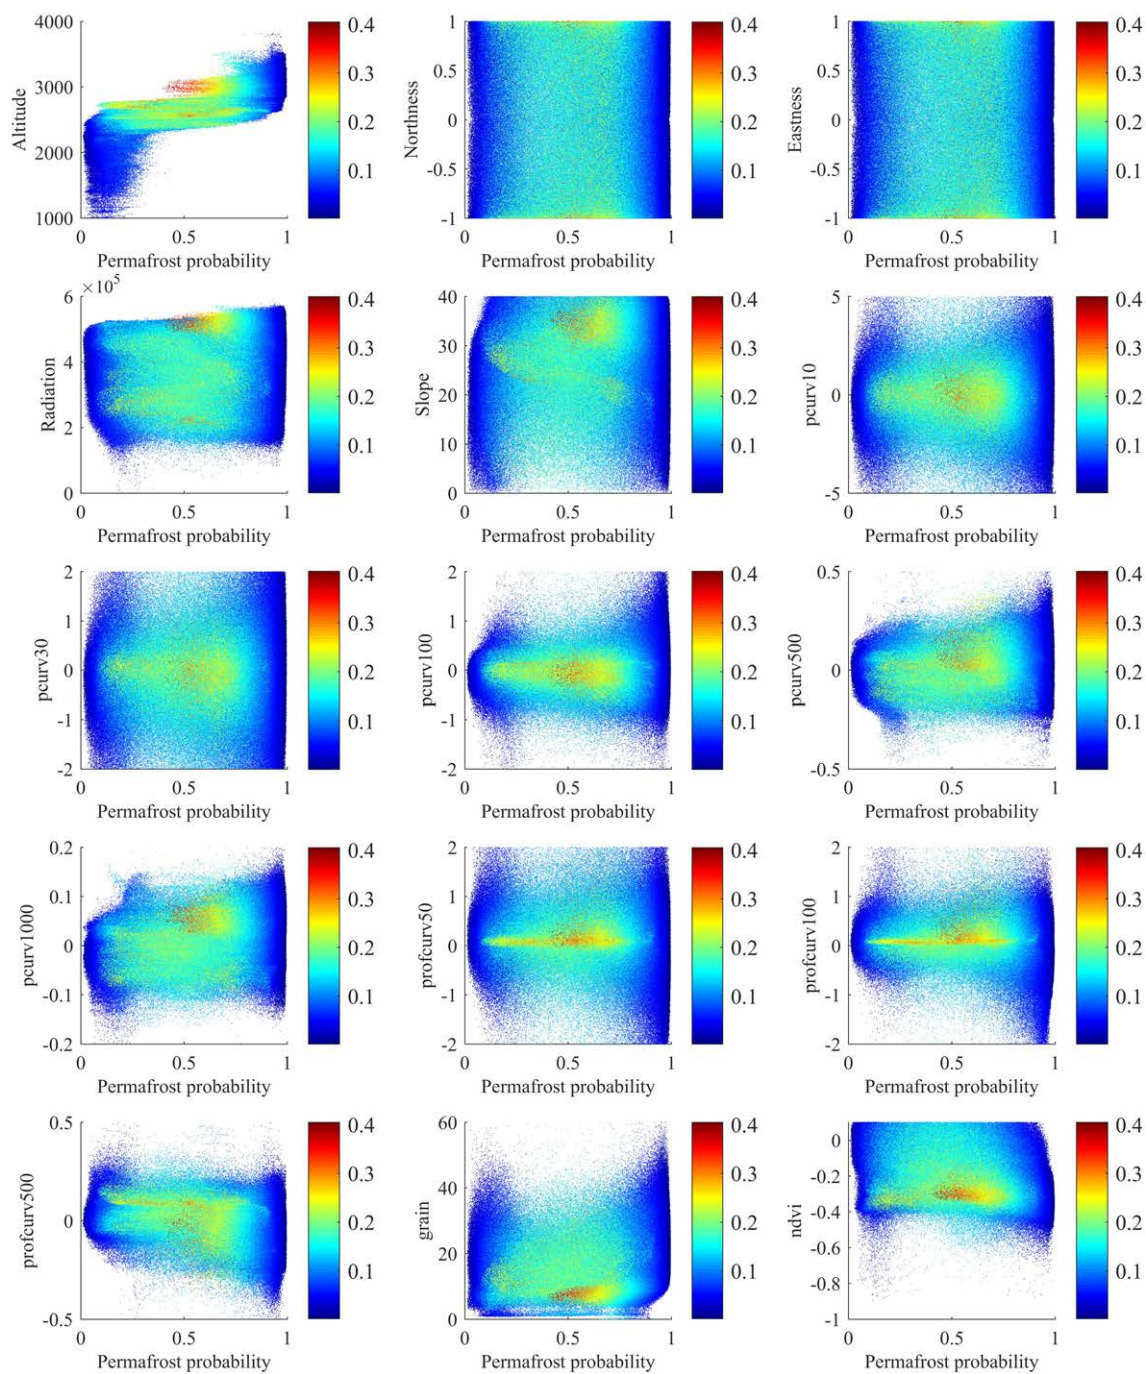 Altitude
4000
3000
2000
1000
0 0.5 1
Permafrost probability
0.4
0.3
0.2
0.1
Northness
1
0.5
0
-0.5
-1
0 0.5 1
Permafrost probability
0.4
0.3
0.2
0.1
Eastness
1
0.5
0
-0.5
-1
0 0.5 1
Permafrost probability
0.4
0.3
0.2
0.1
Radiation
×10⁵
6
4
2
0
0 0.5 1
Permafrost probability
0.4
0.3
0.2
0.1
Slope
40
30
20
10
0
0 0.5 1
Permafrost probability
0.4
0.3
0.2
0.1
pcurv10
5
0
-5
0 0.5 1
Permafrost probability
0.4
0.3
0.2
0.1
pcurv30
2
1
0
-1
-2
0 0.5 1
Permafrost probability
0.4
0.3
0.2
0.1
pcurv100
2
1
0
-1
-2
0 0.5 1
Permafrost probability
0.4
0.3
0.2
0.1
pcurv500
0.5
0
-0.5
0 0.5 1
Permafrost probability
0.4
0.3
0.2
0.1
pcurv1000
0.2
0.1
0
-0.1
-0.2
0 0.5 1
Permafrost probability
0.4
0.3
0.2
0.1
profcurv50
2
1
0
-1
-2
0 0.5 1
Permafrost probability
0.4
0.3
0.2
0.1
profcurv100
2
1
0
-1
-2
0 0.5 1
Permafrost probability
0.4
0.3
0.2
0.1
profcurv500
0.5
0
-0.5
0 0.5 1
Permafrost probability
0.4
0.3
0.2
0.1
grain
60
40
20
0
0 0.5 1
Permafrost probability
0.4
0.3
0.2
0.1
ndvi
0
-0.2
-0.4
-0.6
-0.8
-1
0 0.5 1
Permafrost probability
0.4
0.3
0.2
0.1